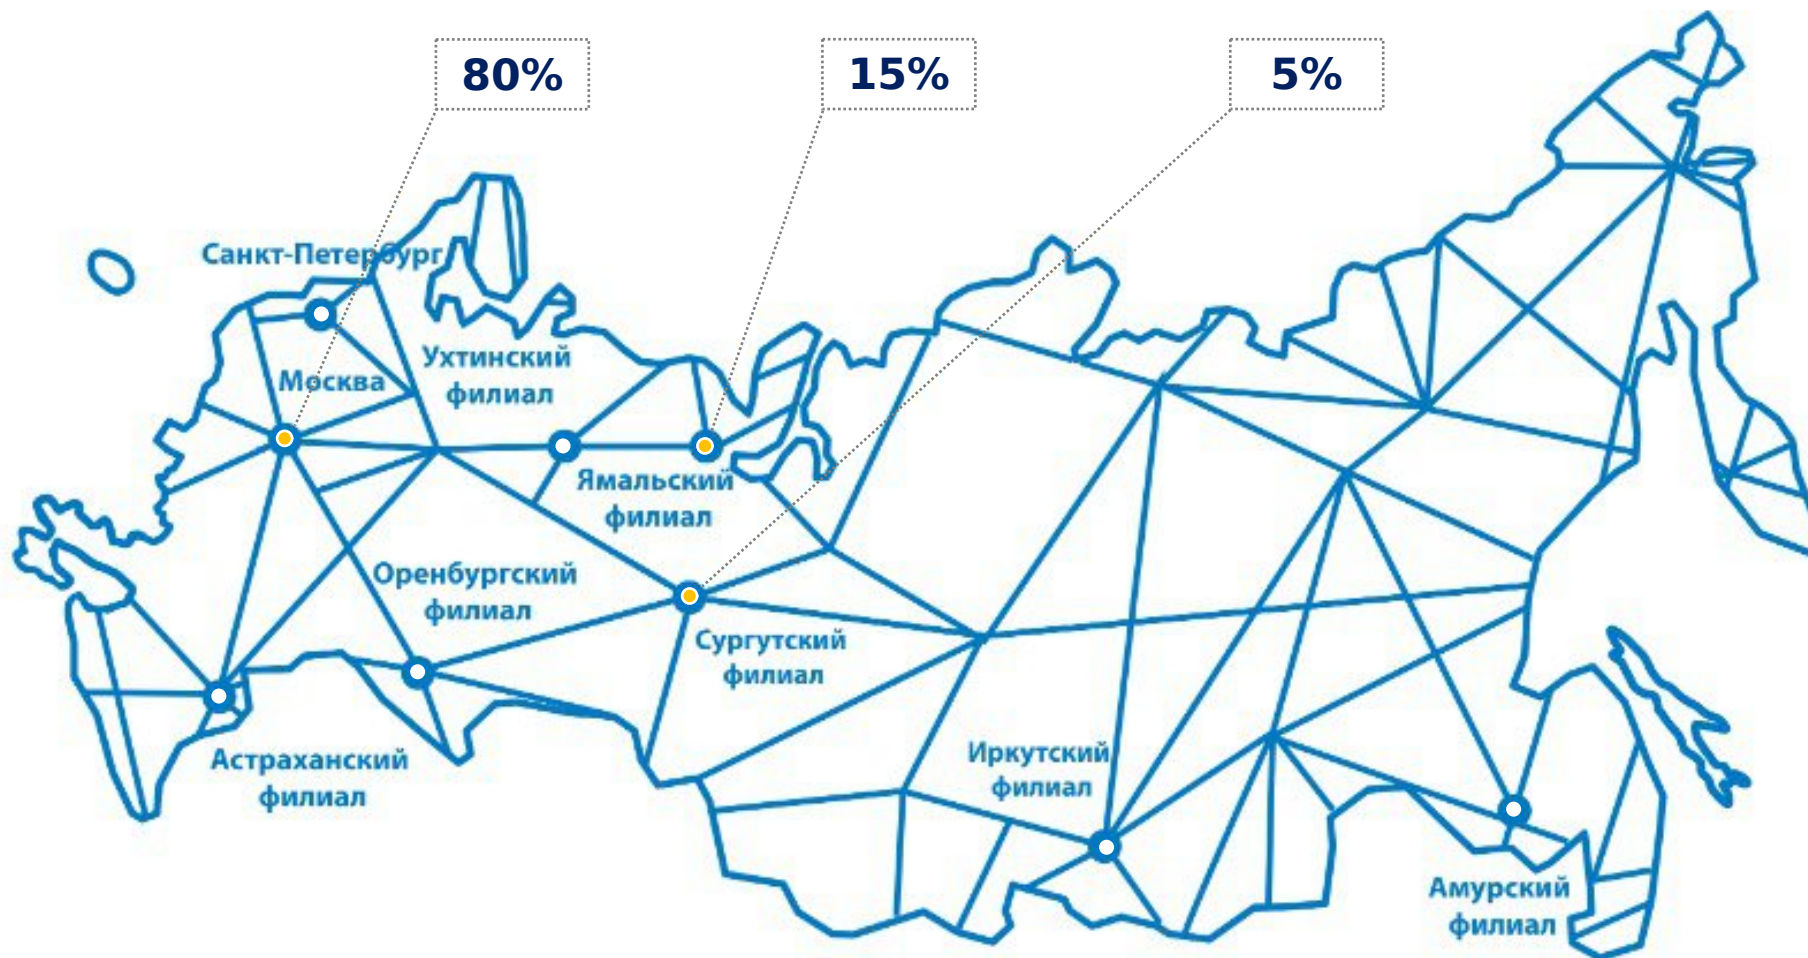 80%
15%
5%
Санкт-Петербург
Ухтинский
филиал
Москва
Ямальский
филиал
Оренбургский
филиал
Сургутский
филиал
Астраханский
филиал
Иркутский
филиал
Амурский
филиал